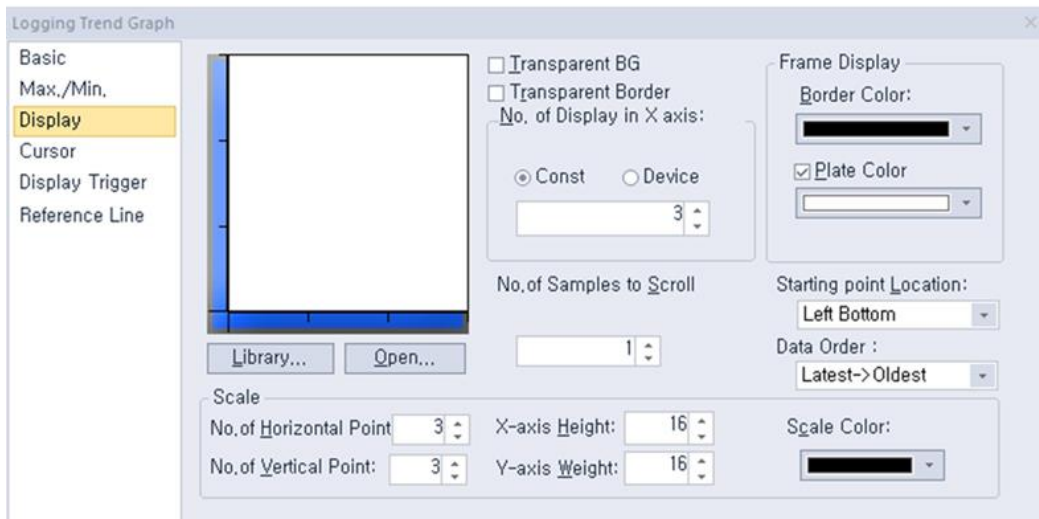 Logging Trend Graph
Basic
Max./Min.
Display
Cursor
Display Trigger
Reference Line
Transparent BG
Transparent Border
No. of Display in X axis:
Const Device
3
No.of Samples to Scroll
1
Frame Display
Border Color:
Plate Color
Starting point Location:
Left Bottom
Data Order :
Latest->Oldest
Library... Open...
Scale
No.of Horizontal Point 3 X-axis Height: 16 Scale Color:
No.of Vertical Point: 3 Y-axis Weight: 16